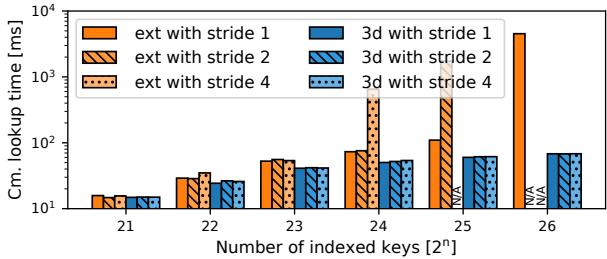 Cm. lookup time [ms]
10^4
10^3
10^2
10^1
ext with stride 1
ext with stride 2
ext with stride 4
3d with stride 1
3d with stride 2
3d with stride 4
N/A
N/A
N/A
21 22 23 24 25 26
Number of indexed keys [2^n]